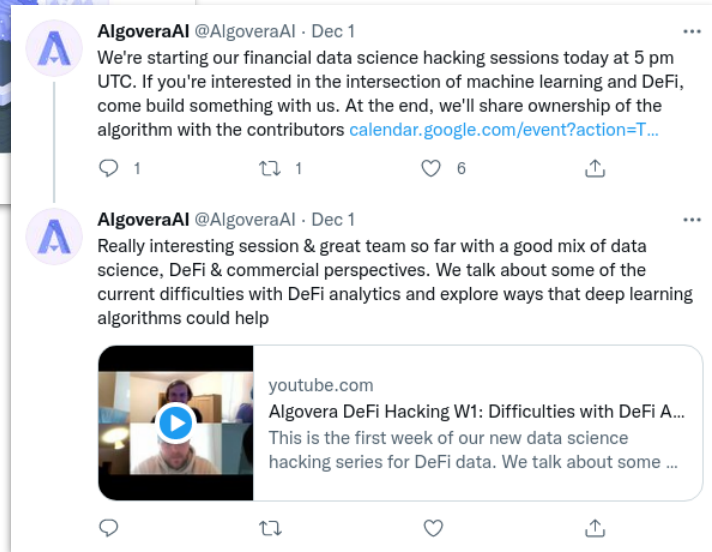 AlgoveraAI @AlgoveraAI · Dec 1
We're starting our financial data science hacking sessions today at 5 pm
UTC. If you're interested in the intersection of machine learning and DeFi,
come build something with us. At the end, we'll share ownership of the
algorithm with the contributors calendar.google.com/event?action=T...
1 1 6
AlgoveraAI @AlgoveraAI · Dec 1
Really interesting session & great team so far with a good mix of data
science, DeFi & commercial perspectives. We talk about some of the
current difficulties with DeFi analytics and explore ways that deep learning
algorithms could help
youtube.com
Algovera DeFi Hacking W1: Difficulties with DeFi A...
This is the first week of our new data science
hacking series for DeFi data. We talk about some ...